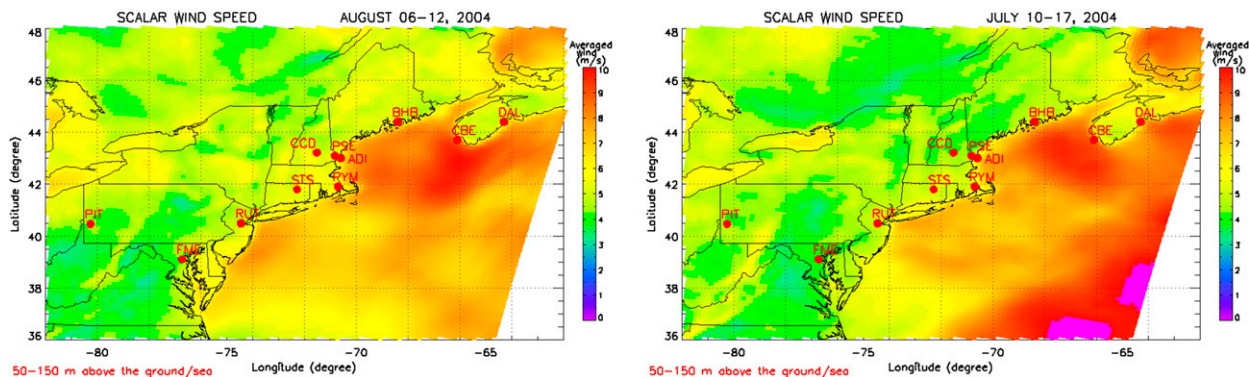 SCALAR WIND SPEED AUGUST 06-12, 2004
48
46
44
42
40
38
36
Latitude (degree)
-80 -75 -70 -65
Longitude (degree)
50-150 m above the ground/sea
BHB
DAL
CBE
CCD
PSE
ADI
STS
RYM
PIT
RUT
FME
Averaged
wind
(m/s)
10
9
8
7
6
5
4
3
2
1
0
SCALAR WIND SPEED JULY 10-17, 2004
48
46
44
42
40
38
36
Latitude (degree)
-80 -75 -70 -65
Longitude (degree)
50-150 m above the ground/sea
BHB
DAL
CBE
CCD
PSE
ADI
STS
RYM
PIT
RUT
FME
Averaged
wind
(m/s)
10
9
8
7
6
5
4
3
2
1
0